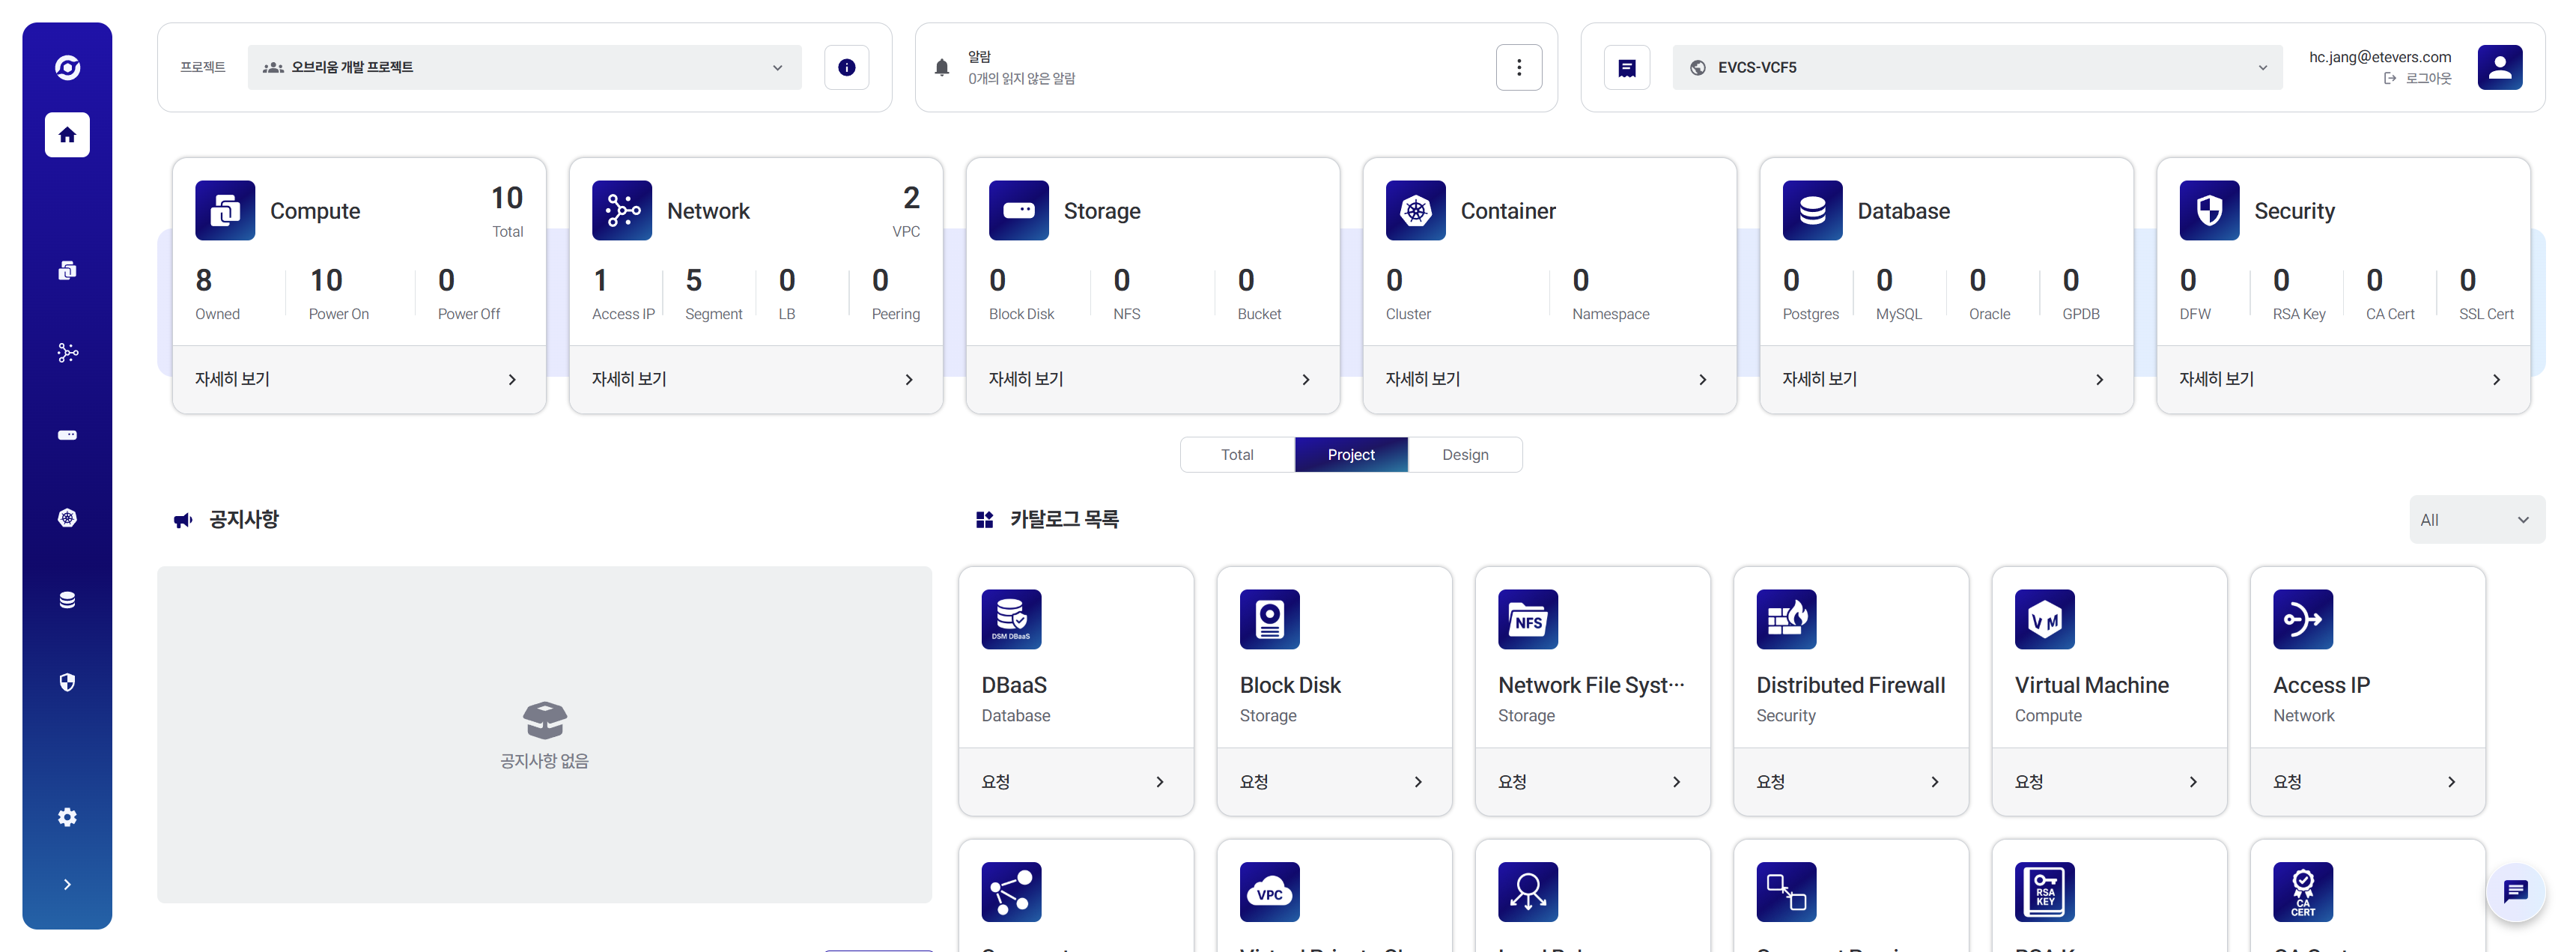 프로젝트
오브리움 개발 프로젝트
알람
0개의 읽지 않은 알람
EVCS-VCF5
hc.jang@etevers.com
로그아웃
Compute
10
Total
8
Owned
10
Power On
0
Power Off
자세히 보기
Network
2
VPC
1
Access IP
5
Segment
0
LB
0
Peering
자세히 보기
Storage
0
Block Disk
0
NFS
0
Bucket
자세히 보기
Container
0
Cluster
0
Namespace
자세히 보기
Database
0
Postgres
0
MySQL
0
Oracle
0
GPDB
자세히 보기
Security
0
DFW
0
RSA Key
0
CA Cert
0
SSL Cert
자세히 보기
Total
Project
Design
공지사항
공지사항 없음
카탈로그 목록
All
DSM DBaaS
DBaaS
Database
요청
Block Disk
Storage
요청
NFS
Network File Syst…
Storage
요청
Distributed Firewall
Security
요청
VM
Virtual Machine
Compute
요청
Access IP
Network
요청
VPC
RSA
KEY
CA
CERT